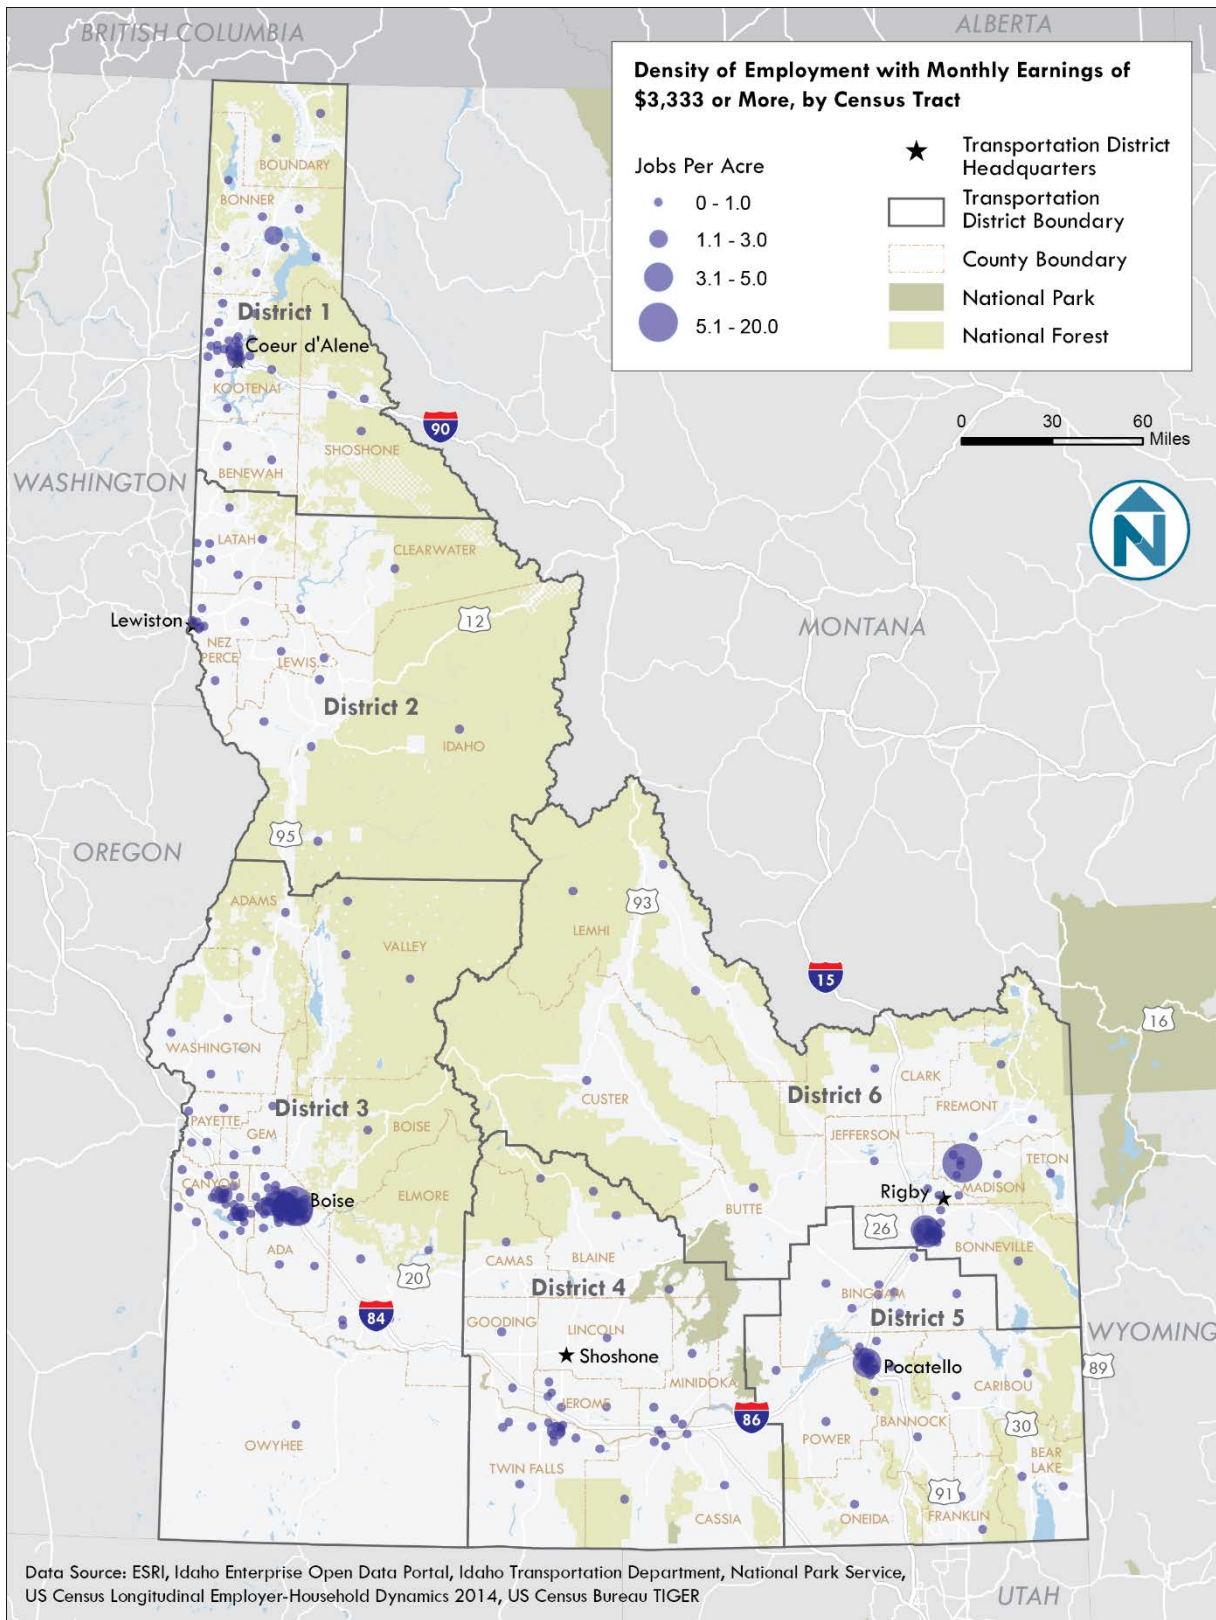 BRITISH COLUMBIA
ALBERTA
Density of Employment with Monthly Earnings of
$3,333 or More, by Census Tract
Jobs Per Acre
0 - 1.0
1.1 - 3.0
3.1 - 5.0
5.1 - 20.0
Transportation District
Headquarters
Transportation
District Boundary
County Boundary
National Park
National Forest
0 30 60
Miles
N
BOUNDARY
BONNER
District 1
Coeur d'Alene
KOOTENAI
90
SHOSHONE
BENEWAH
WASHINGTON
LATAH
CLEARWATER
Lewiston
12
NEZ
PERCE
LEWIS
MONTANA
District 2
IDAHO
95
OREGON
ADAMS
93
LEMHI
VALLEY
15
16
WASHINGTON
CLARK
CUSTER
District 6
FREMONT
District 3
PAYETTE
GEM
BOISE
JEFFERSON
TETON
CANYON
MADISON
ELMORE
Rigby
Boise
BUTTE
26
ADA
BONNEVILLE
CAMAS
BLAINE
20
District 4
BINGHAM
84
GOODING
LINCOLN
District 5
WYOMING
Shoshone
89
Pocatello
MINIDOKA
CARIBOU
JEROME
86
BANNOCK
30
OWYHEE
POWER
BEAR
LAKE
TWIN FALLS
91
CASSIA
ONEIDA
FRANKLIN
Data Source: ESRI, Idaho Enterprise Open Data Portal, Idaho Transportation Department, National Park Service,
US Census Longitudinal Employer-Household Dynamics 2014, US Census Bureau TIGER
UTAH